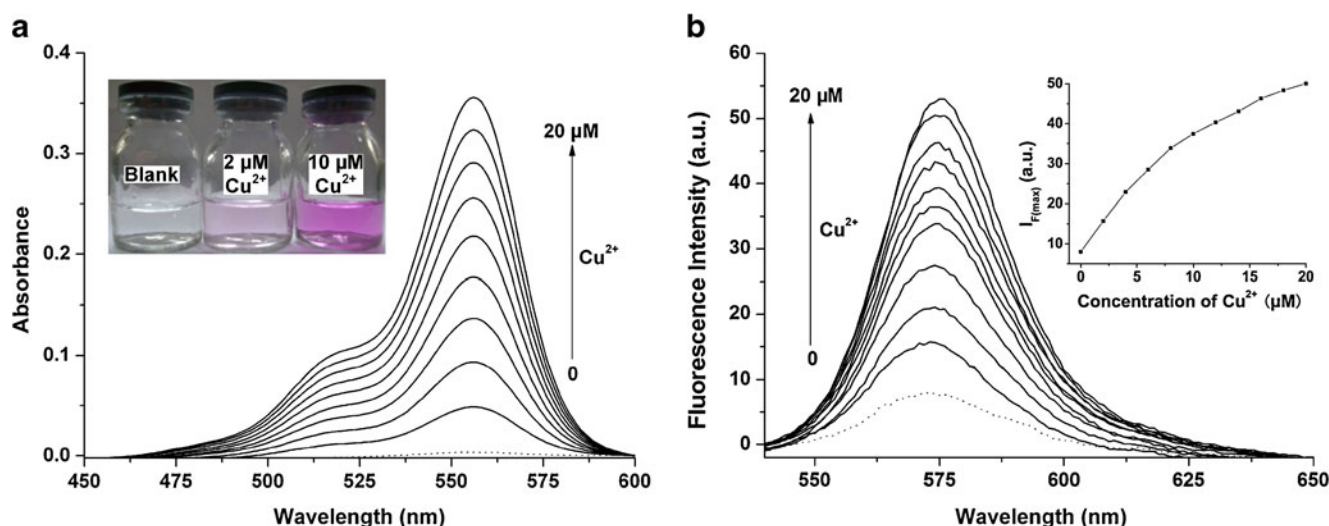 a
0.4
0.3
0.2
0.1
0.0
Absorbance
Blank
2 µM
Cu²⁺
10 µM
Cu²⁺
20 µM
Cu²⁺
0
450 475 500 525 550 575 600
Wavelength (nm)
b
60
50
40
30
20
10
0
Fluorescence Intensity (a.u.)
20 µM
Cu²⁺
0
50
40
30
20
10
I_F(max) (a.u.)
0 5 10 15 20
Concentration of Cu²⁺ (µM)
550 575 600 625 650
Wavelength (nm)